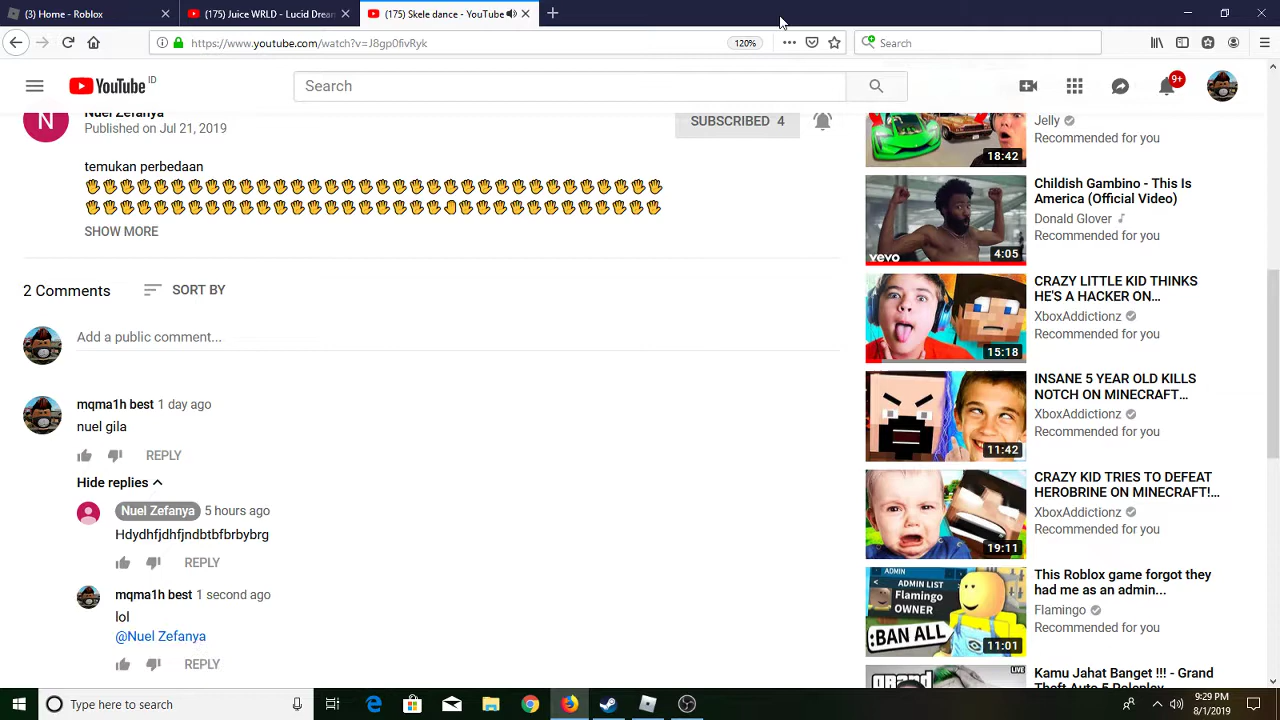 (3) Home - Roblox
(175) Juice WRLD - Lucid Drea
(175) Skele dance - YouTube
https://www.youtube.com/watch?v=J8gp0fivRyk
120%
Search
YouTube ID
Search
9+
N
Nuel Zefanya
Published on Jul 21, 2019
SUBSCRIBED 4
temukan perbedaan
SHOW MORE
2 Comments
SORT BY
Add a public comment...
mqma1h best 1 day ago
nuel gila
REPLY
Hide replies
Nuel Zefanya 5 hours ago
Hdydhfjdhfjndbtbfbrbybrg
REPLY
mqma1h best 1 second ago
lol
@Nuel Zefanya
REPLY
18:42
Jelly
Recommended for you
vevo
4:05
Childish Gambino - This Is
America (Official Video)
Donald Glover
Recommended for you
15:18
CRAZY LITTLE KID THINKS
HE'S A HACKER ON...
XboxAddictionz
Recommended for you
11:42
INSANE 5 YEAR OLD KILLS
NOTCH ON MINECRAFT...
XboxAddictionz
Recommended for you
19:11
CRAZY KID TRIES TO DEFEAT
HEROBRINE ON MINECRAFT!...
XboxAddictionz
Recommended for you
ADMIN
ADMIN LIST
Flamingo
OWNER
:BAN ALL
11:01
This Roblox game forgot they
had me as an admin...
Flamingo
Recommended for you
LIVE
Kamu Jahat Banget !!! - Grand
Theft Auto 5 Roleplay
Type here to search
9:29 PM
8/1/2019